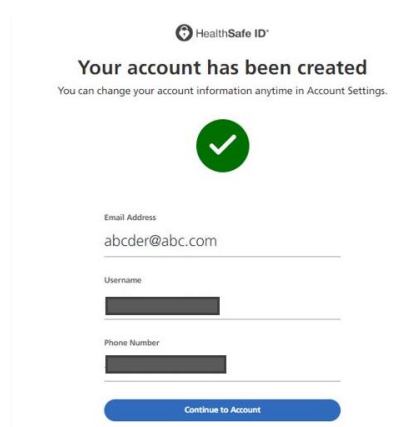 HealthSafe ID®
Your account has been created
You can change your account information anytime in Account Settings.
Email Address
abcder@abc.com
Username
Phone Number
Continue to Account